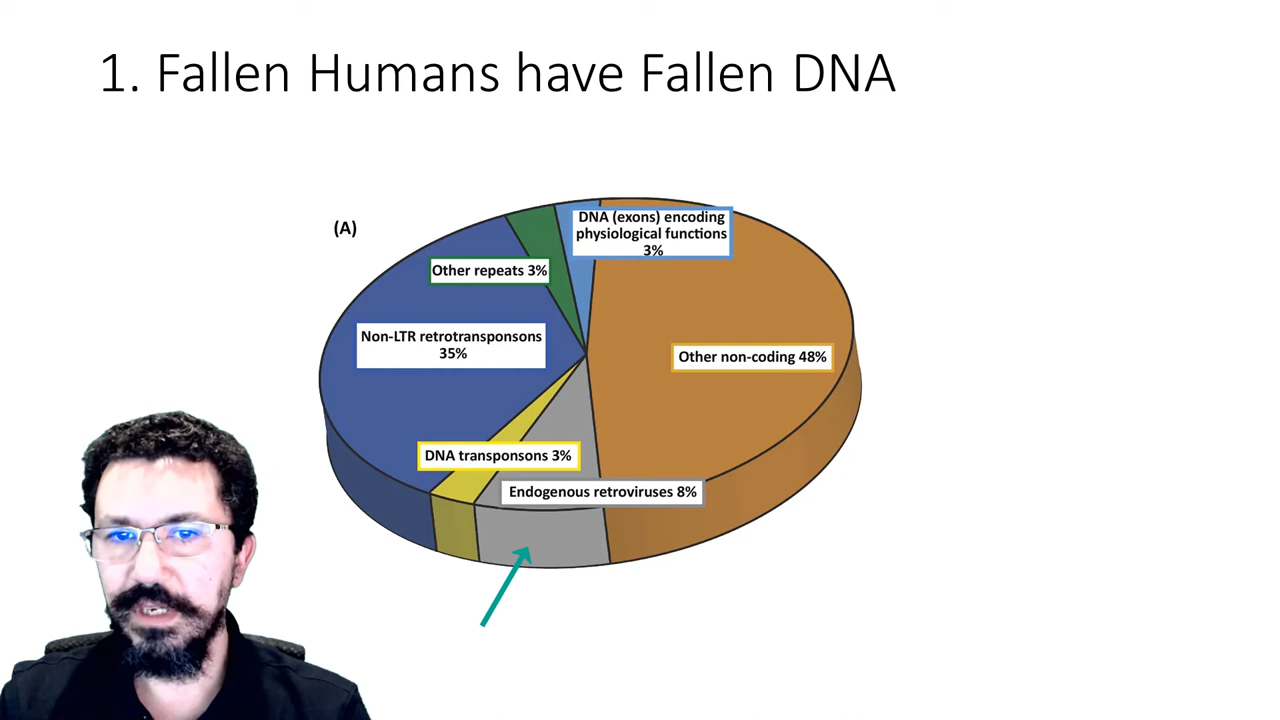 1. Fallen Humans have Fallen DNA
(A)
DNA (exons) encoding
physiological functions
3%
Other repeats 3%
Non-LTR retrotransponsons
35%
Other non-coding 48%
DNA transponsons 3%
Endogenous retroviruses 8%